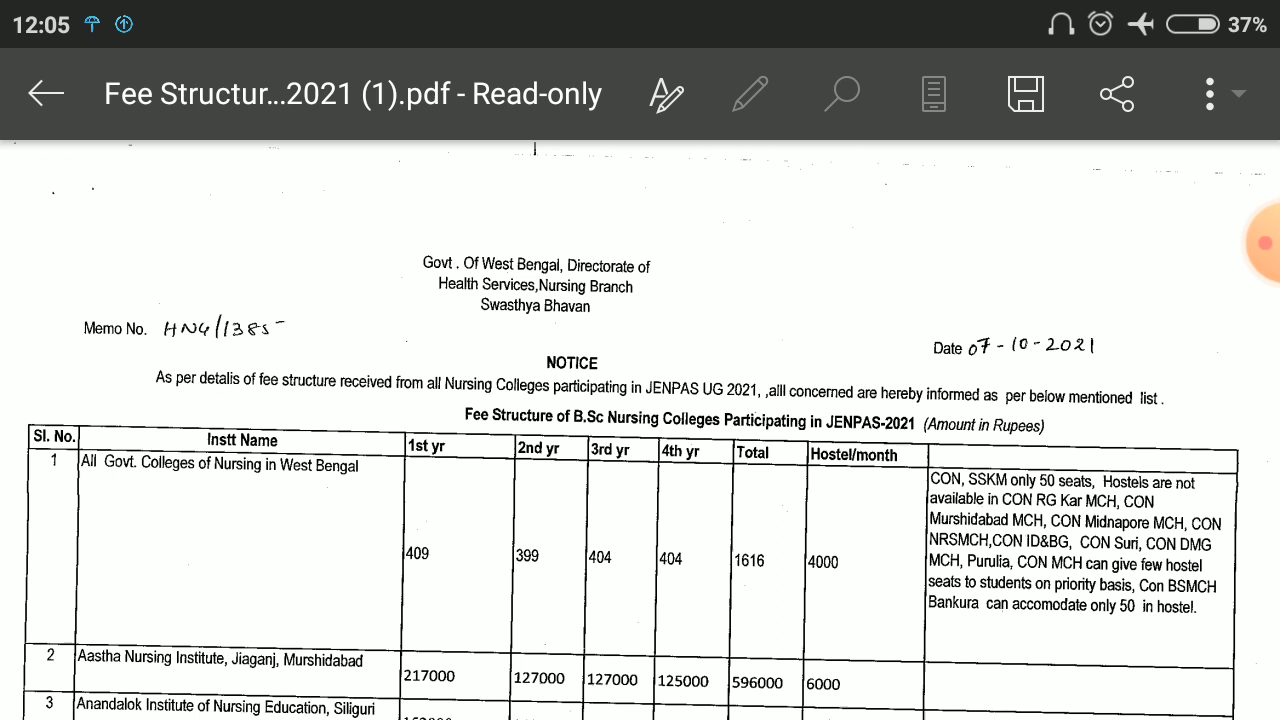 12:05
37%
Fee Structur...2021 (1).pdf - Read-only
Govt . Of West Bengal, Directorate of
Health Services,Nursing Branch
Swasthya Bhavan
Memo No. HNG/1385
Date 07-10-2021
NOTICE
As per detalis of fee structure received from all Nursing Colleges participating in JENPAS UG 2021, ,alll concerned are hereby informed as per below mentioned list .
Fee Structure of B.Sc Nursing Colleges Participating in JENPAS-2021 (Amount in Rupees)
Sl. No. Instt Name 1st yr 2nd yr 3rd yr 4th yr Total Hostel/month
1 All Govt. Colleges of Nursing in West Bengal 409 399 404 404 1616 4000
CON, SSKM only 50 seats, Hostels are not
available in CON RG Kar MCH, CON
Murshidabad MCH, CON Midnapore MCH, CON
NRSMCH,CON ID&BG, CON Suri, CON DMG
MCH, Purulia, CON MCH can give few hostel
seats to students on priority basis, Con BSMCH
Bankura can accomodate only 50 in hostel.
2 Aastha Nursing Institute, Jiaganj, Murshidabad 217000 127000 127000 125000 596000 6000
3 Anandalok Institute of Nursing Education, Siliguri